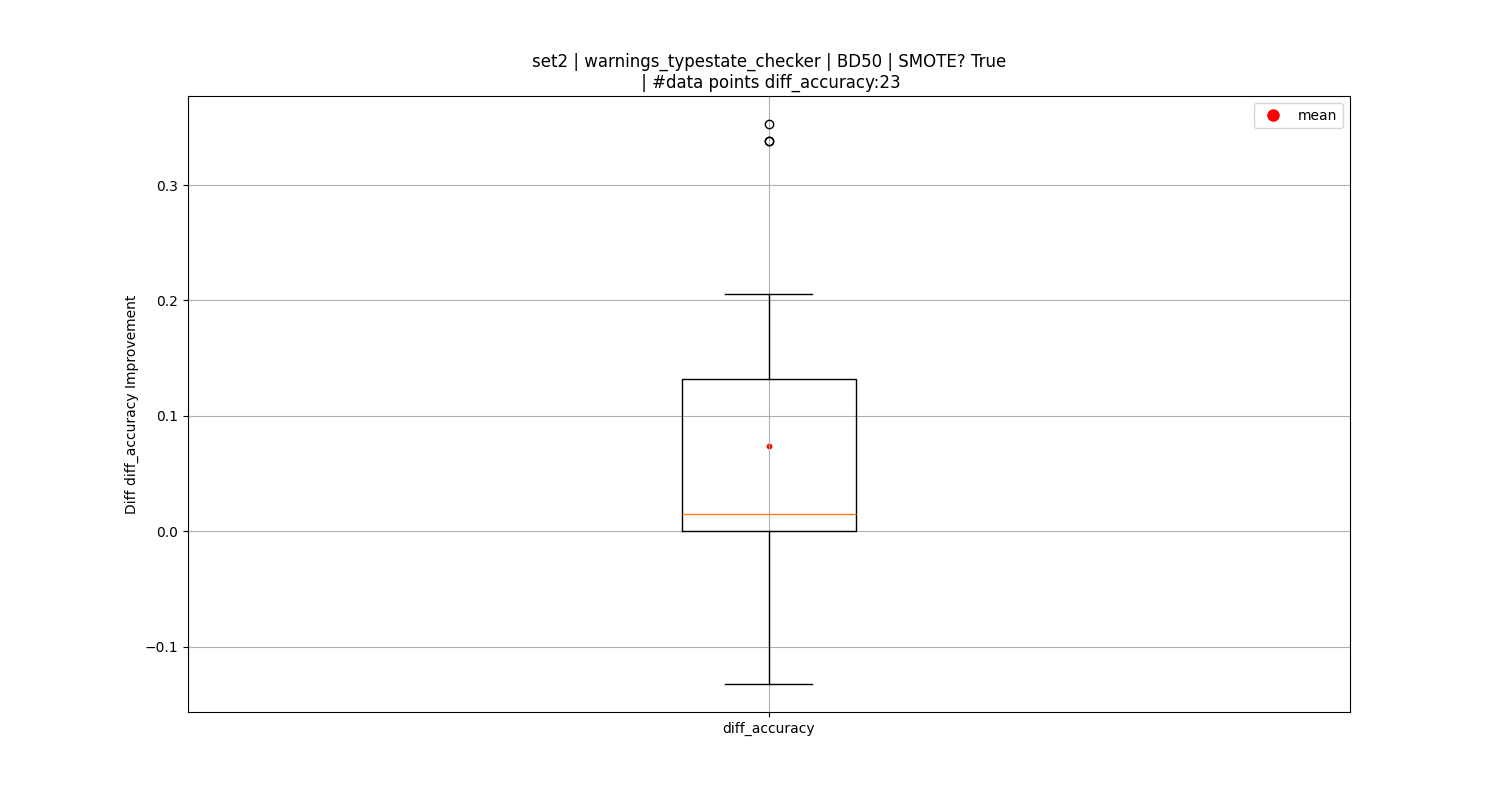 set2 | warnings_typestate_checker | BD50 | SMOTE? True
| #data points diff_accuracy:23
mean
0.3
0.2
0.1
0.0
−0.1
Diff diff_accuracy Improvement
diff_accuracy